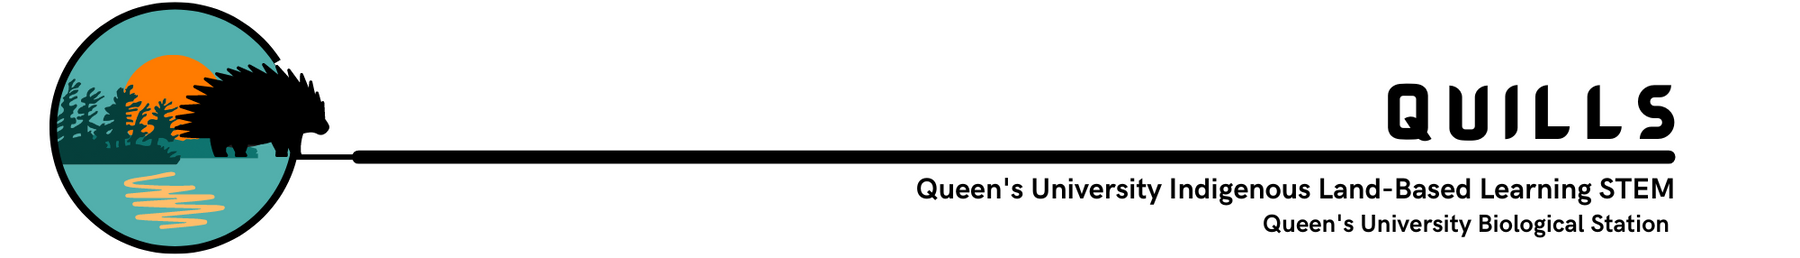 QUILLS
Queen's University Indigenous Land-Based Learning STEM
Queen's University Biological Station